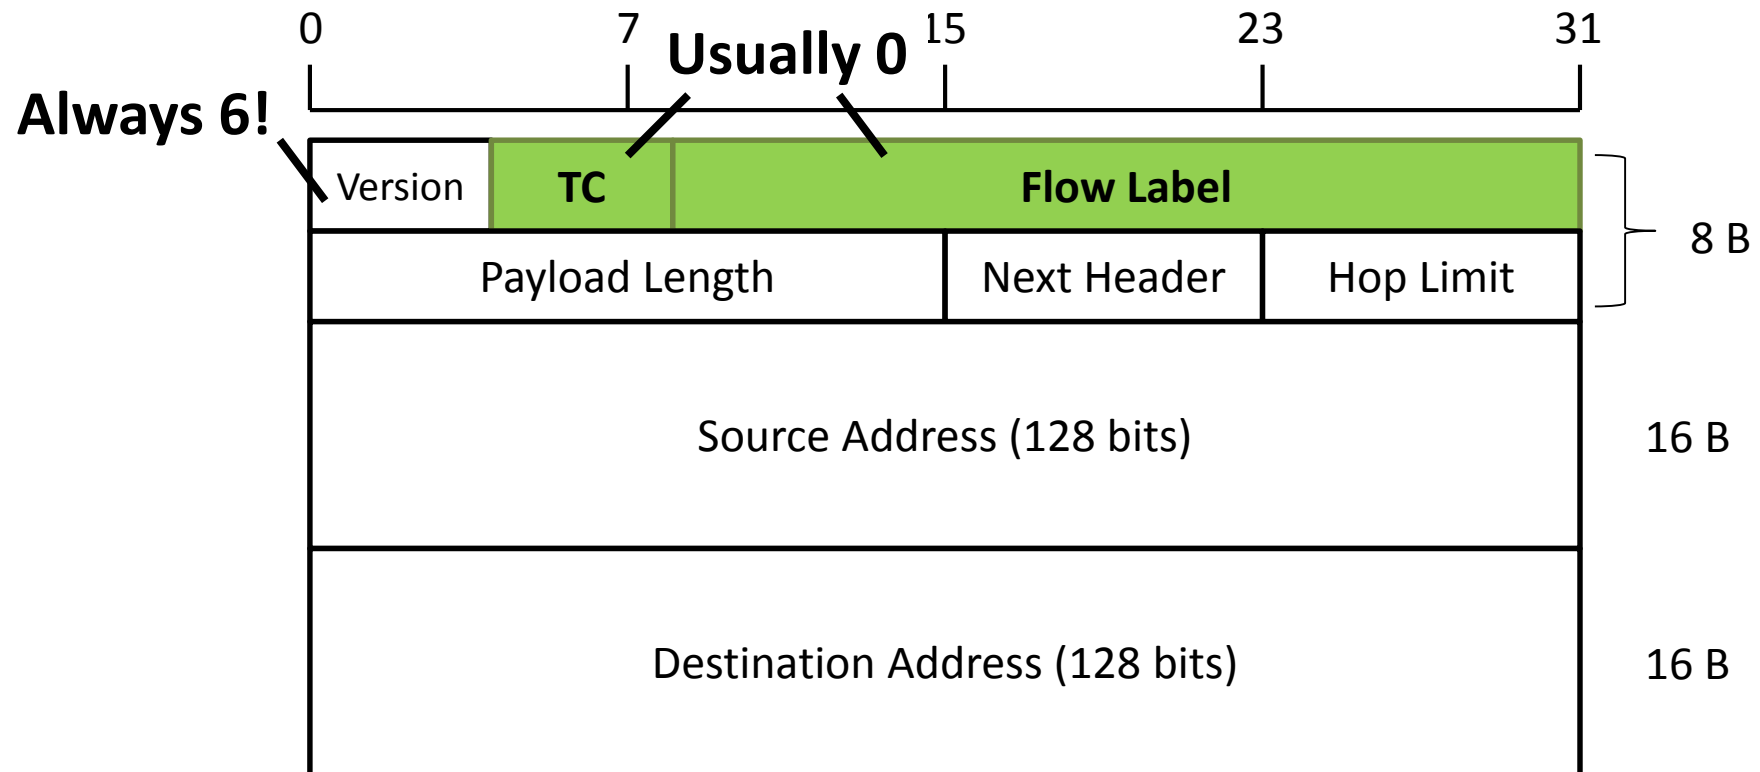 0 7 15 23 31
Usually 0
Always 6!
Version TC Flow Label
8 B
Payload Length Next Header Hop Limit
Source Address (128 bits) 16 B
Destination Address (128 bits) 16 B